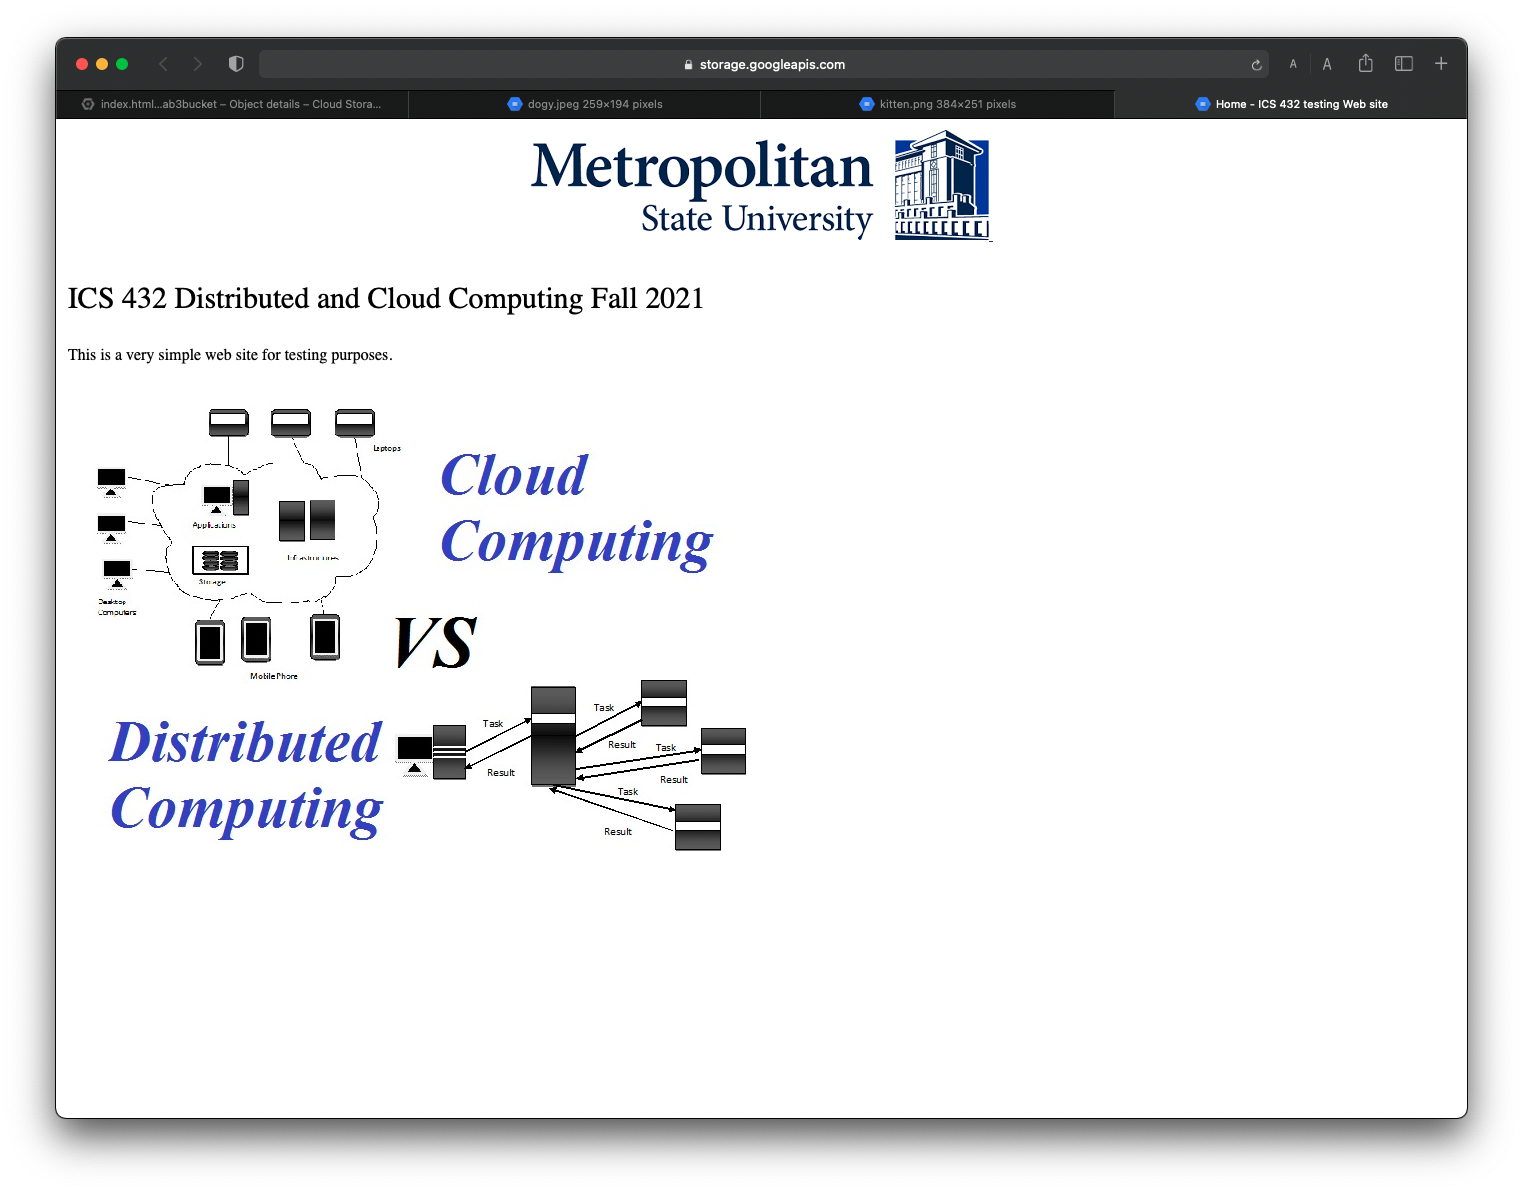 storage.googleapis.com
A
A
index.html...ab3bucket – Object details – Cloud Stora...
dogy.jpeg 259×194 pixels
kitten.png 384×251 pixels
Home - ICS 432 testing Web site
Metropolitan
State University
ICS 432 Distributed and Cloud Computing Fall 2021
This is a very simple web site for testing purposes.
Laptops
Cloud
Computing
Applications
Infrastructures
Storage
Desktop
Computers
Mobile Phone
VS
Distributed
Computing
Task
Result
Task
Result
Task
Result
Task
Result